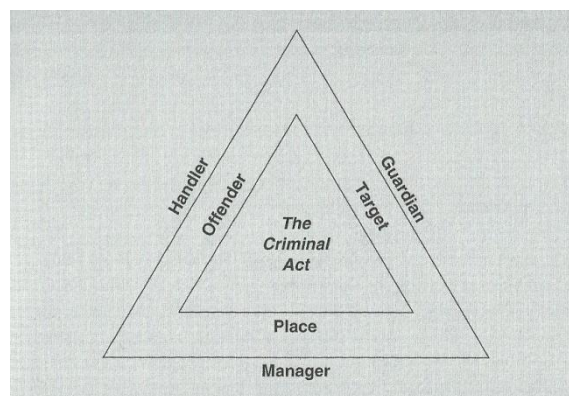 Handler
Guardian
Offender
Target
The
Criminal
Act
Place
Manager